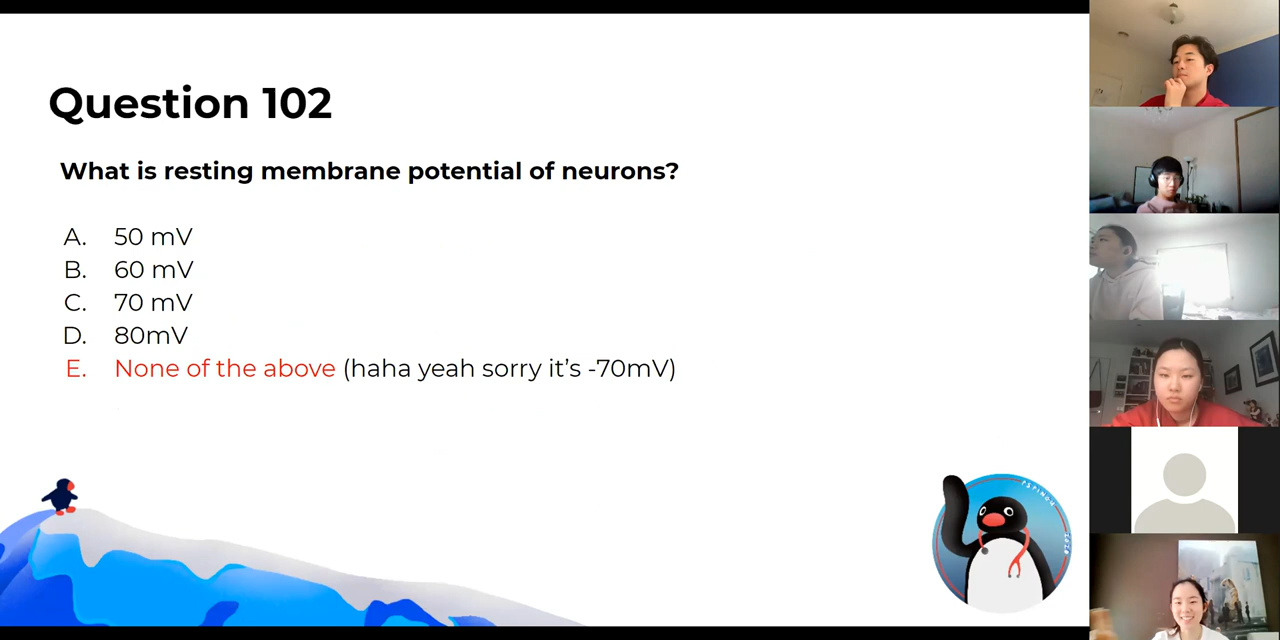 Question 102
What is resting membrane potential of neurons?
A. 50 mV
B. 60 mV
C. 70 mV
D. 80mV
E. None of the above (haha yeah sorry it's -70mV)